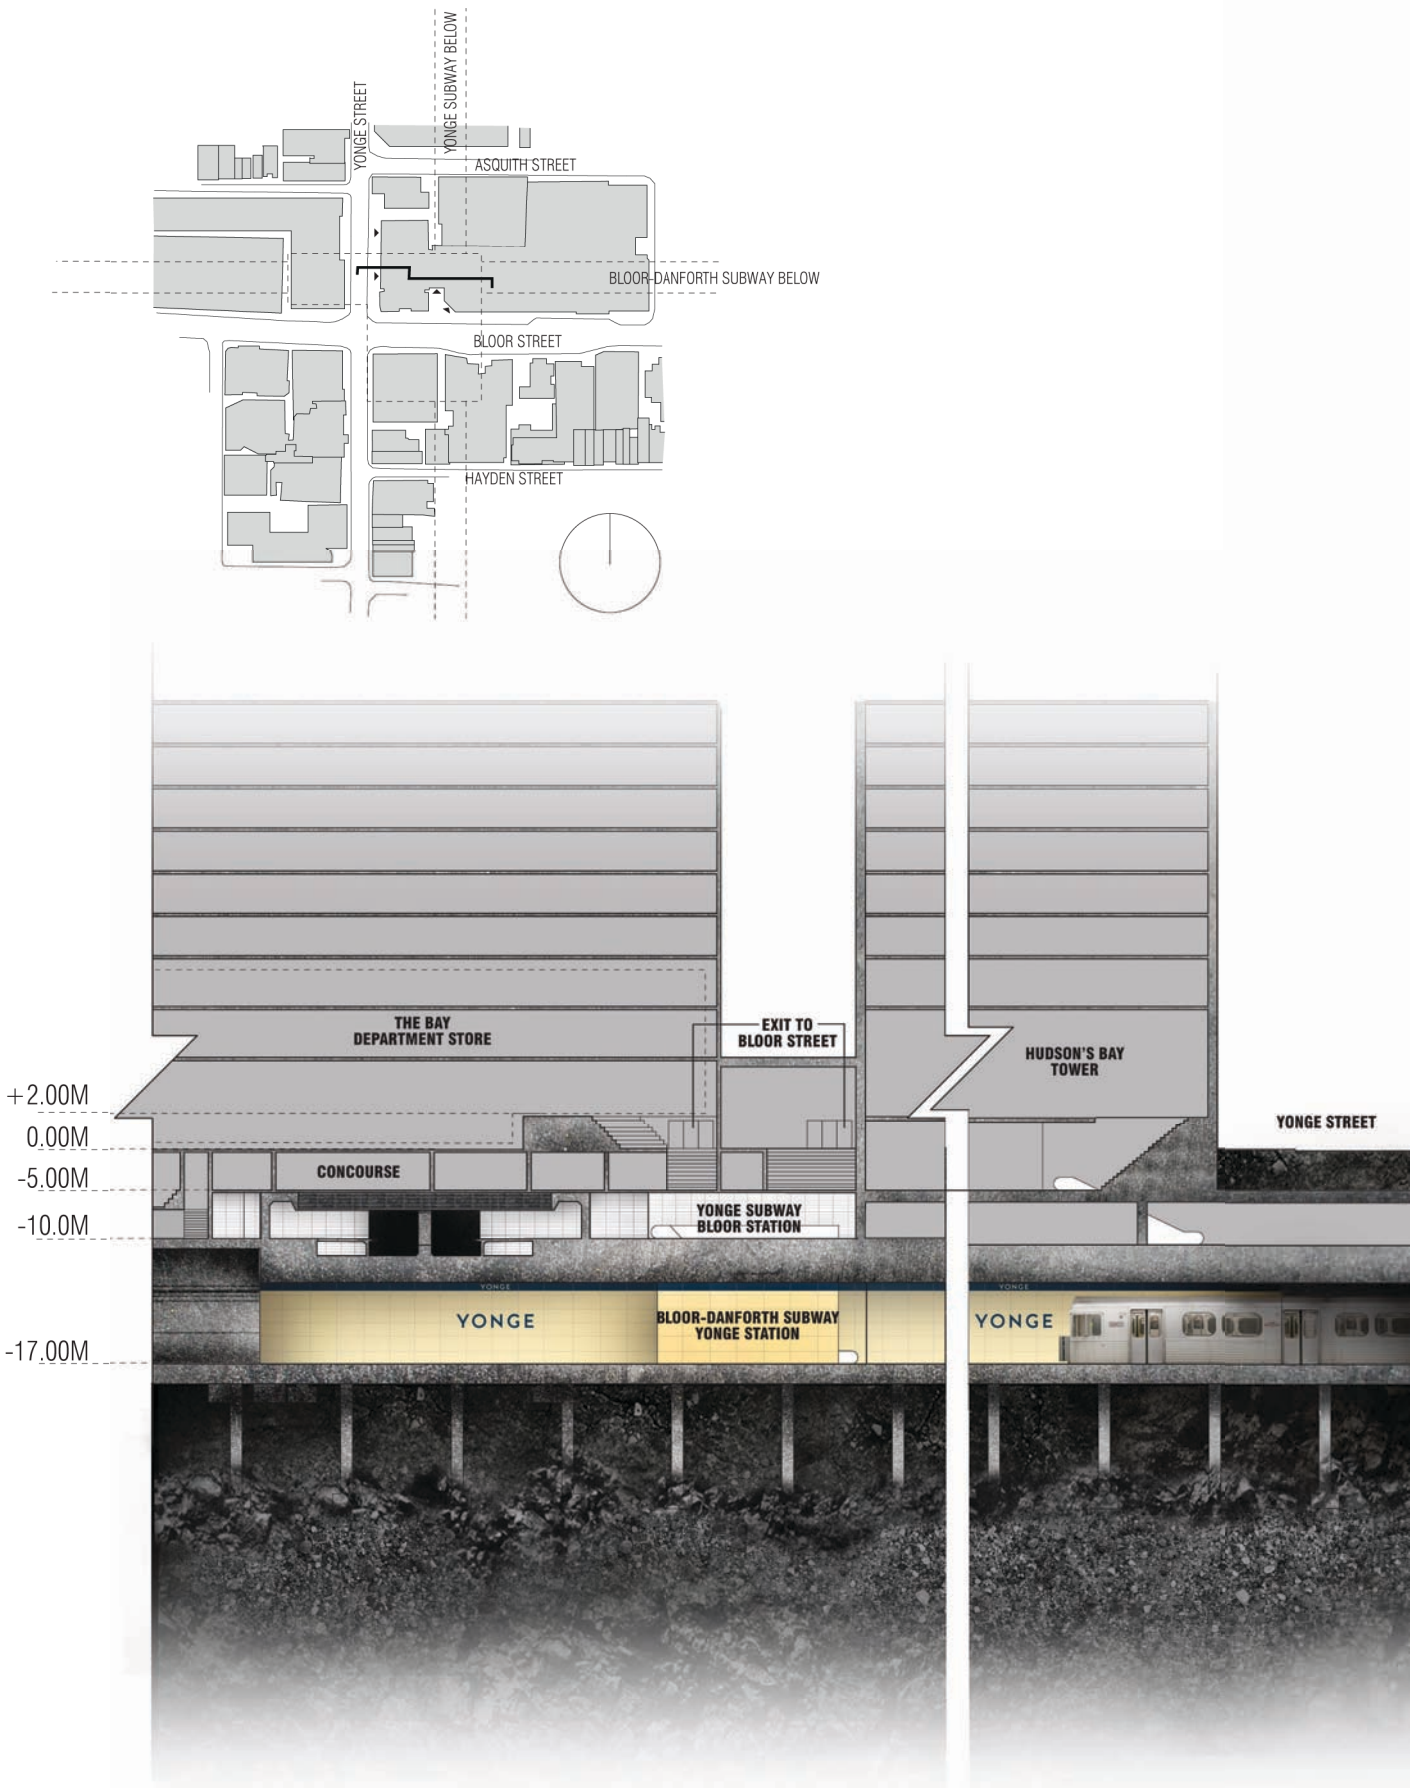 YONGE STREET
YONGE SUBWAY BELOW
ASQUITH STREET
BLOOR-DANFORTH SUBWAY BELOW
BLOOR STREET
HAYDEN STREET
THE BAY
DEPARTMENT STORE
EXIT TO
BLOOR STREET
HUDSON'S BAY
TOWER
+2.00M
YONGE STREET
0.00M
CONCOURSE
-5.00M
YONGE SUBWAY
BLOOR STATION
-10.0M
YONGE
YONGE
YONGE
BLOOR-DANFORTH SUBWAY
YONGE STATION
YONGE
-17.00M